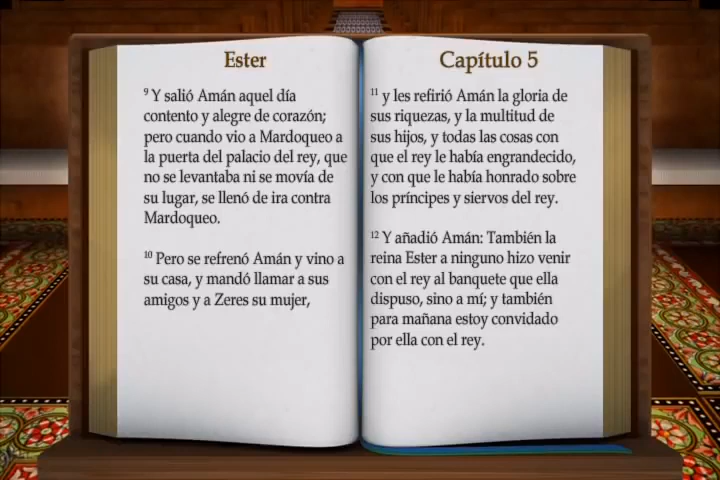 Ester
9 Y salió Amán aquel día
contento y alegre de corazón;
pero cuando vio a Mardoqueo a
la puerta del palacio del rey, que
no se levantaba ni se movía de
su lugar, se llenó de ira contra
Mardoqueo.
10 Pero se refrenó Amán y vino a
su casa, y mandó llamar a sus
amigos y a Zeres su mujer,
Capítulo 5
11 y les refirió Amán la gloria de
sus riquezas, y la multitud de
sus hijos, y todas las cosas con
que el rey le había engrandecido,
y con que le había honrado sobre
los príncipes y siervos del rey.
12 Y añadió Amán: También la
reina Ester a ninguno hizo venir
con el rey al banquete que ella
dispuso, sino a mí; y también
para mañana estoy convidado
por ella con el rey.